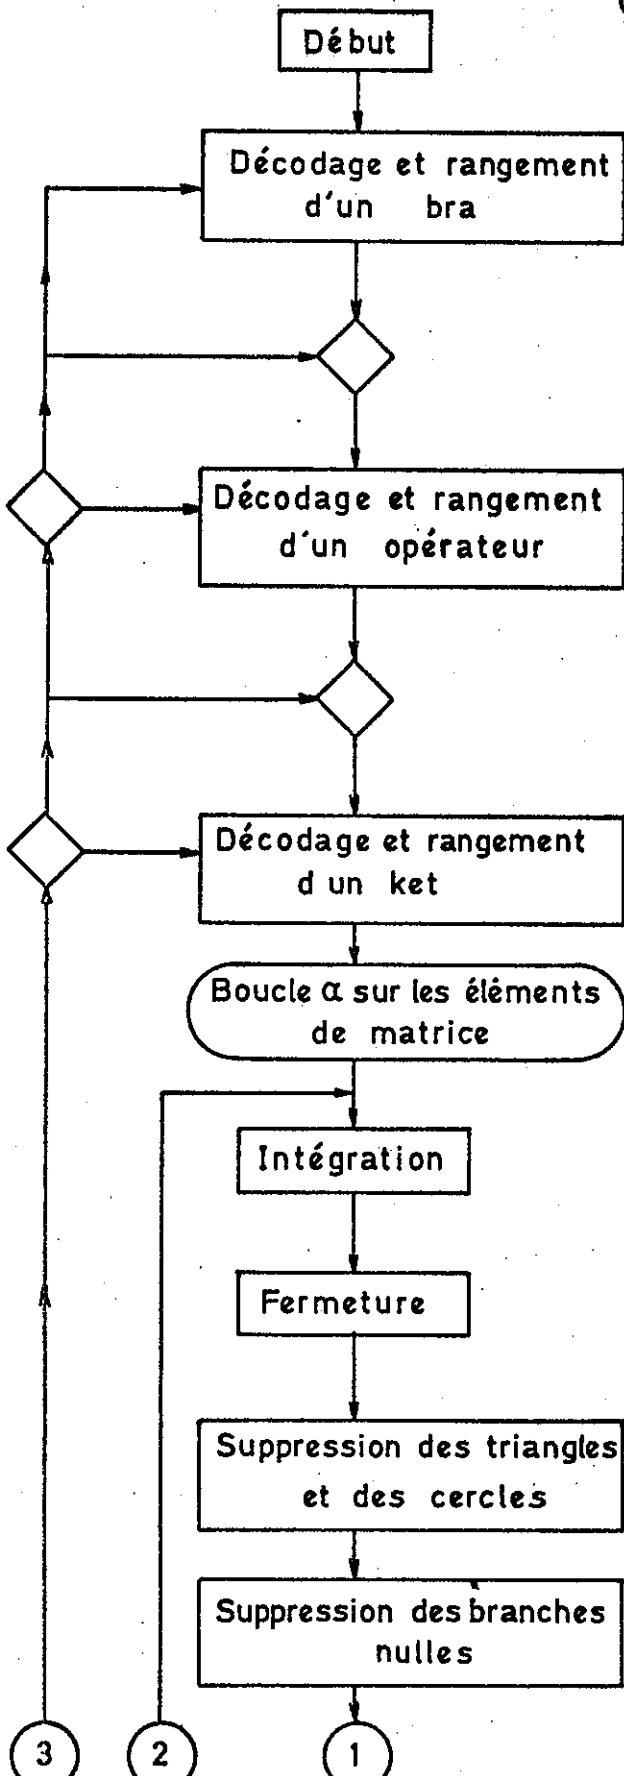 Début
Décodage et rangement
d'un bra
Décodage et rangement
d'un opérateur
Décodage et rangement
d un ket
Boucle α sur les éléments
de matrice
Intégration
Fermeture
Suppression des triangles
et des cercles
Suppression des branches
nulles
3 2 1